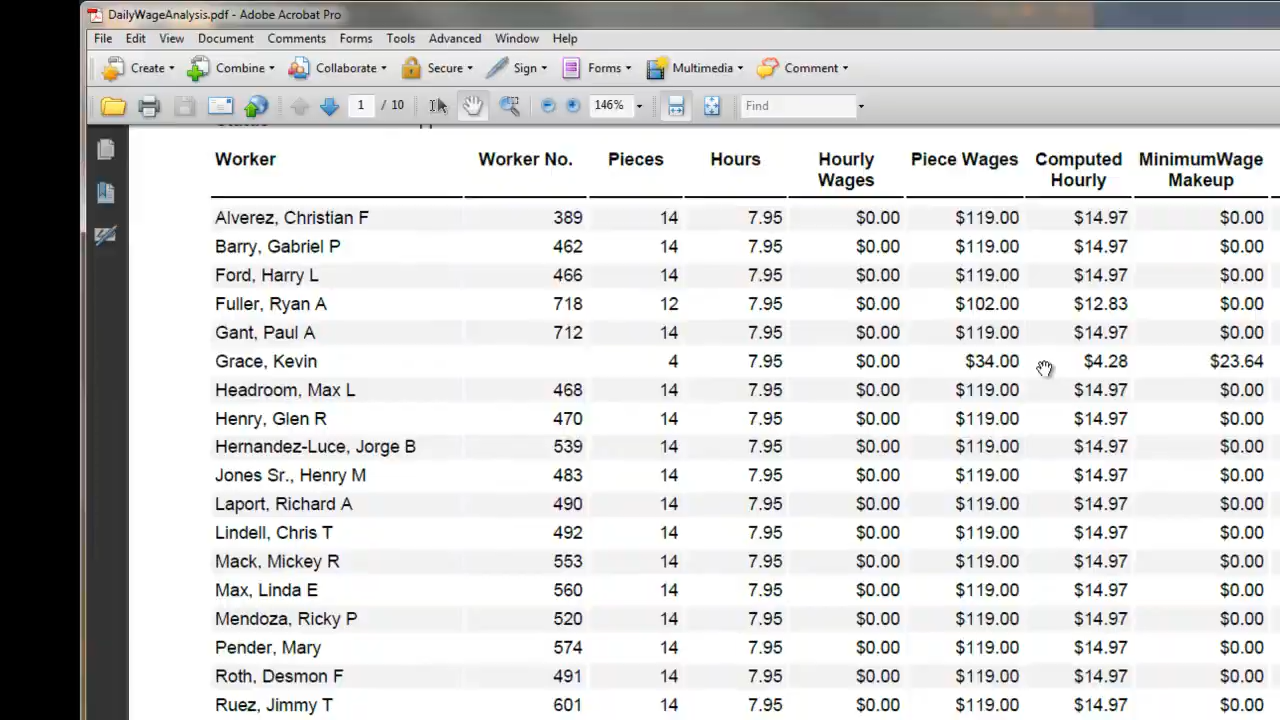 DailyWageAnalysis.pdf - Adobe Acrobat Pro
File Edit View Document Comments Forms Tools Advanced Window Help
Create Combine Collaborate Secure Sign Forms Multimedia Comment
1 / 10 146% Find
Worker Worker No. Pieces Hours Hourly Wages Piece Wages Computed Hourly MinimumWage Makeup
Alverez, Christian F 389 14 7.95 $0.00 $119.00 $14.97 $0.00
Barry, Gabriel P 462 14 7.95 $0.00 $119.00 $14.97 $0.00
Ford, Harry L 466 14 7.95 $0.00 $119.00 $14.97 $0.00
Fuller, Ryan A 718 12 7.95 $0.00 $102.00 $12.83 $0.00
Gant, Paul A 712 14 7.95 $0.00 $119.00 $14.97 $0.00
Grace, Kevin 4 7.95 $0.00 $34.00 $4.28 $23.64
Headroom, Max L 468 14 7.95 $0.00 $119.00 $14.97 $0.00
Henry, Glen R 470 14 7.95 $0.00 $119.00 $14.97 $0.00
Hernandez-Luce, Jorge B 539 14 7.95 $0.00 $119.00 $14.97 $0.00
Jones Sr., Henry M 483 14 7.95 $0.00 $119.00 $14.97 $0.00
Laport, Richard A 490 14 7.95 $0.00 $119.00 $14.97 $0.00
Lindell, Chris T 492 14 7.95 $0.00 $119.00 $14.97 $0.00
Mack, Mickey R 553 14 7.95 $0.00 $119.00 $14.97 $0.00
Max, Linda E 560 14 7.95 $0.00 $119.00 $14.97 $0.00
Mendoza, Ricky P 520 14 7.95 $0.00 $119.00 $14.97 $0.00
Pender, Mary 574 14 7.95 $0.00 $119.00 $14.97 $0.00
Roth, Desmon F 491 14 7.95 $0.00 $119.00 $14.97 $0.00
Ruez, Jimmy T 601 14 7.95 $0.00 $119.00 $14.97 $0.00